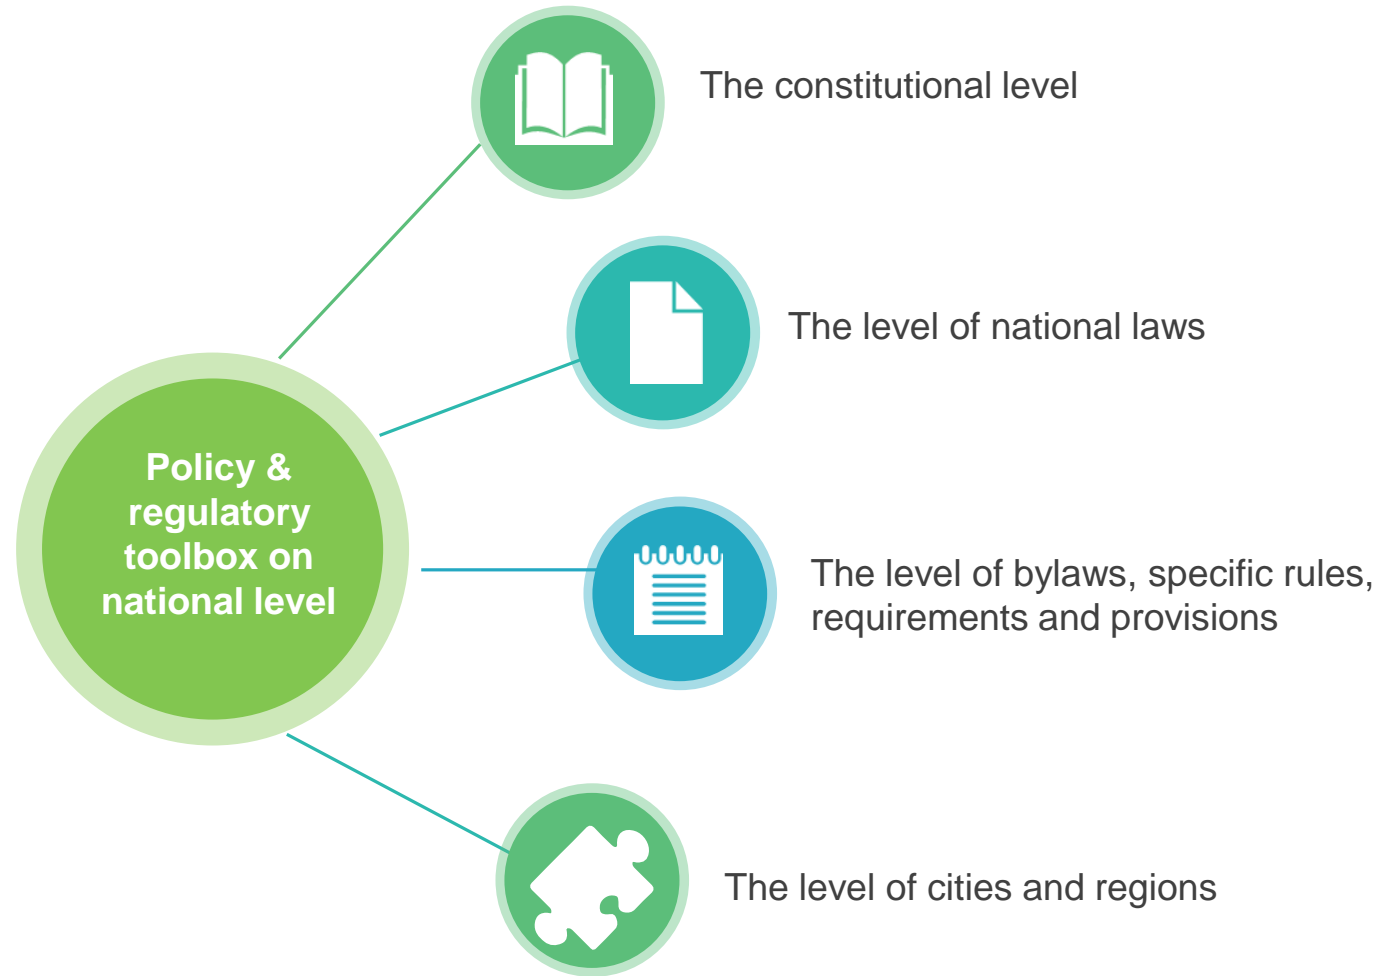 The constitutional level
The level of national laws
Policy &
regulatory
toolbox on
national level
The level of bylaws, specific rules,
requirements and provisions
The level of cities and regions